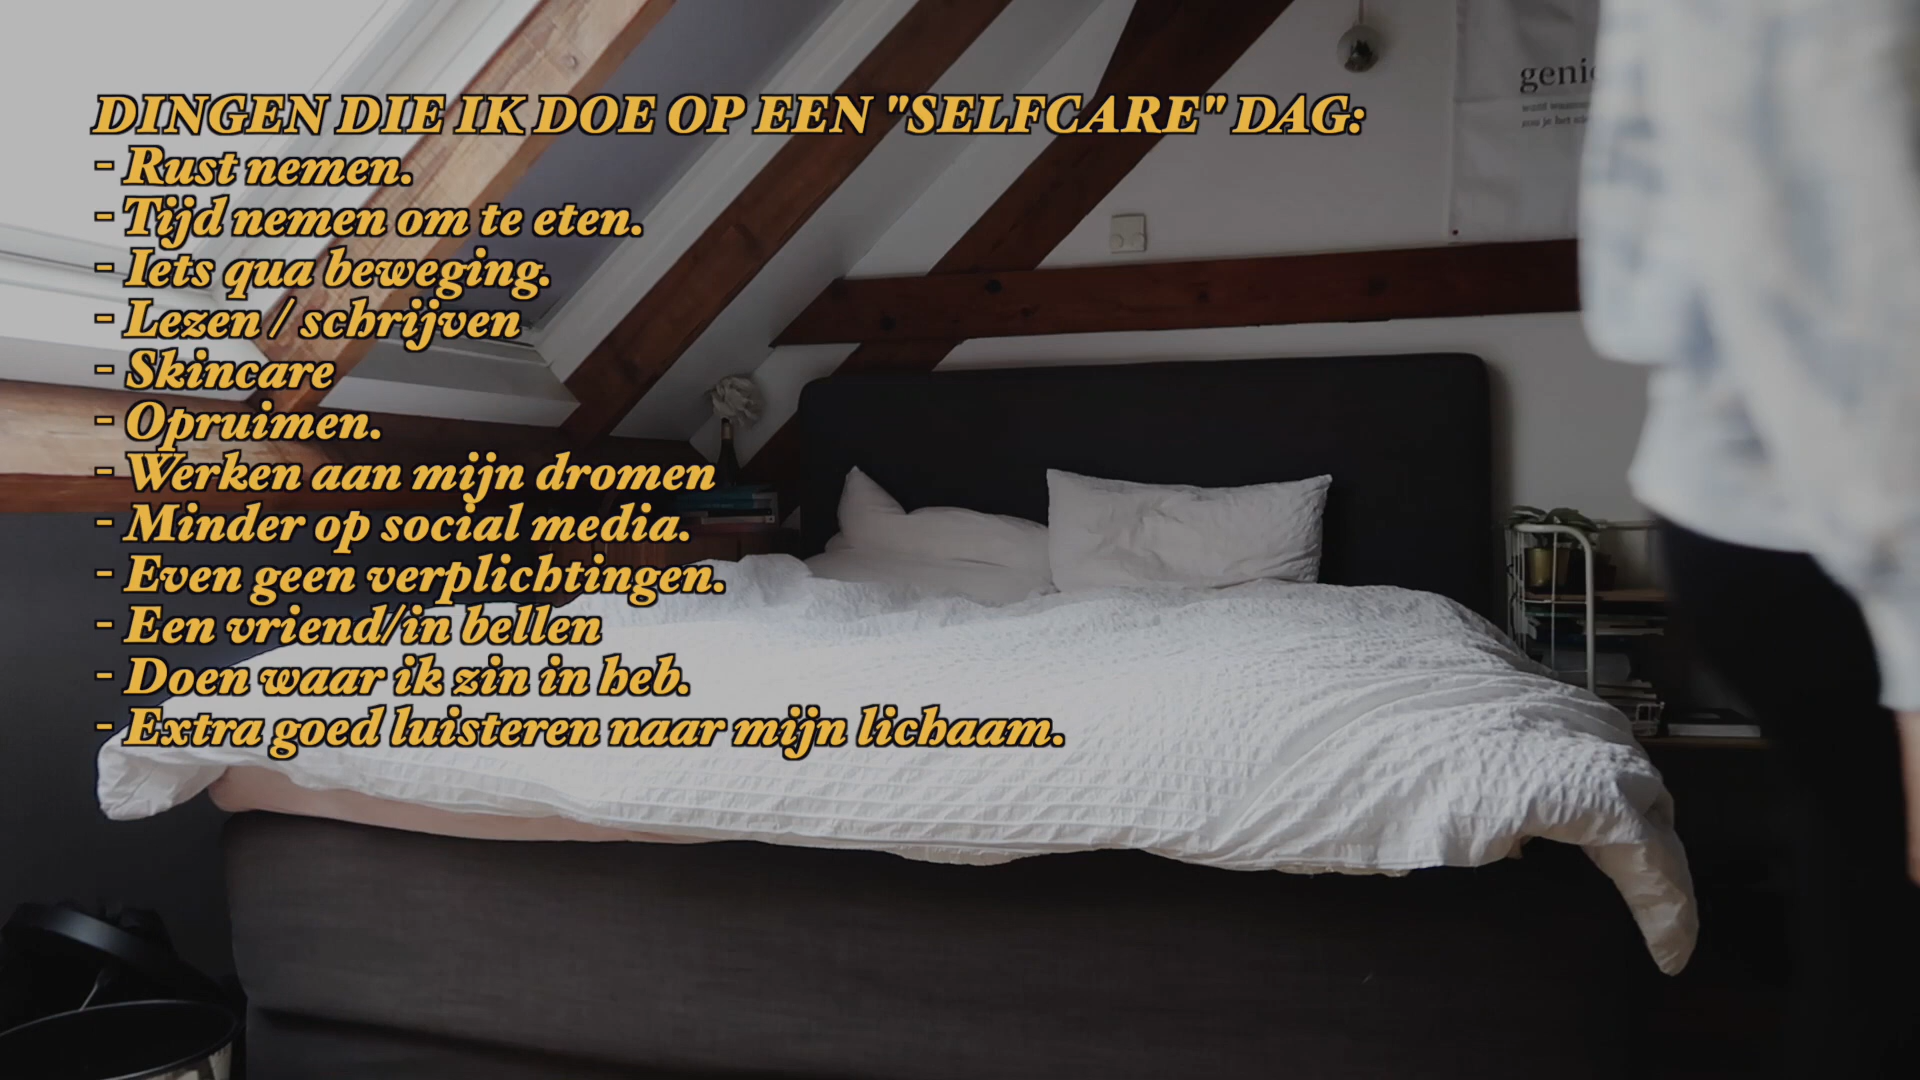 DINGEN DIE IK DOE OP EEN "SELFCARE" DAG:
- Rust nemen.
- Tijd nemen om te eten.
- Iets qua beweging.
- Lezen / schrijven
- Skincare
- Opruimen.
- Werken aan mijn dromen
- Minder op social media.
- Even geen verplichtingen.
- Een vriend/in bellen
- Doen waar ik zin in heb.
- Extra goed luisteren naar mijn lichaam.